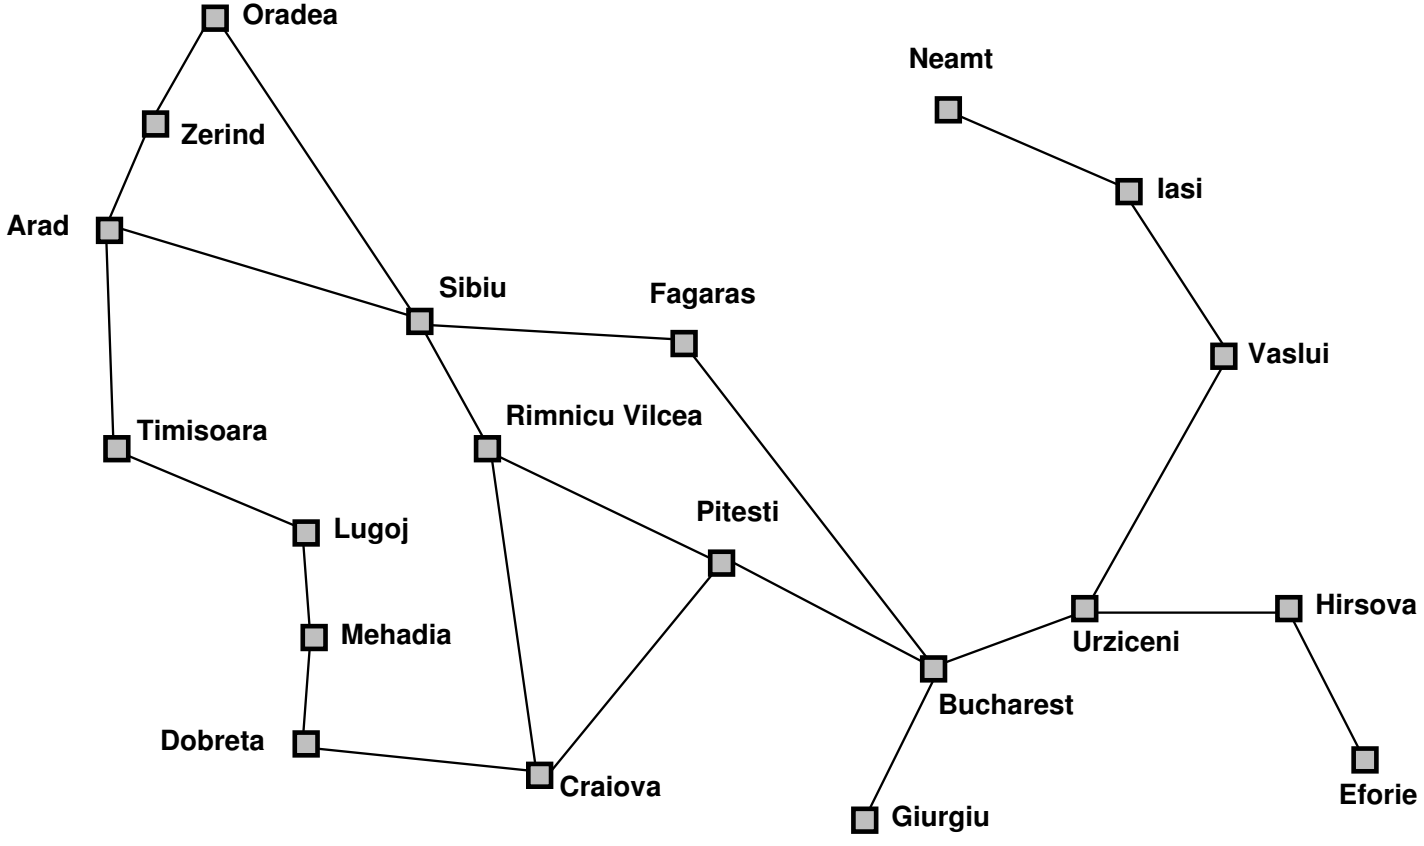 Oradea
Neamt
Zerind
Iasi
Arad
Sibiu
Fagaras
Vaslui
Rimnicu Vilcea
Timisoara
Pitesti
Lugoj
Hirsova
Mehadia
Urziceni
Bucharest
Dobreta
Craiova
Eforie
Giurgiu